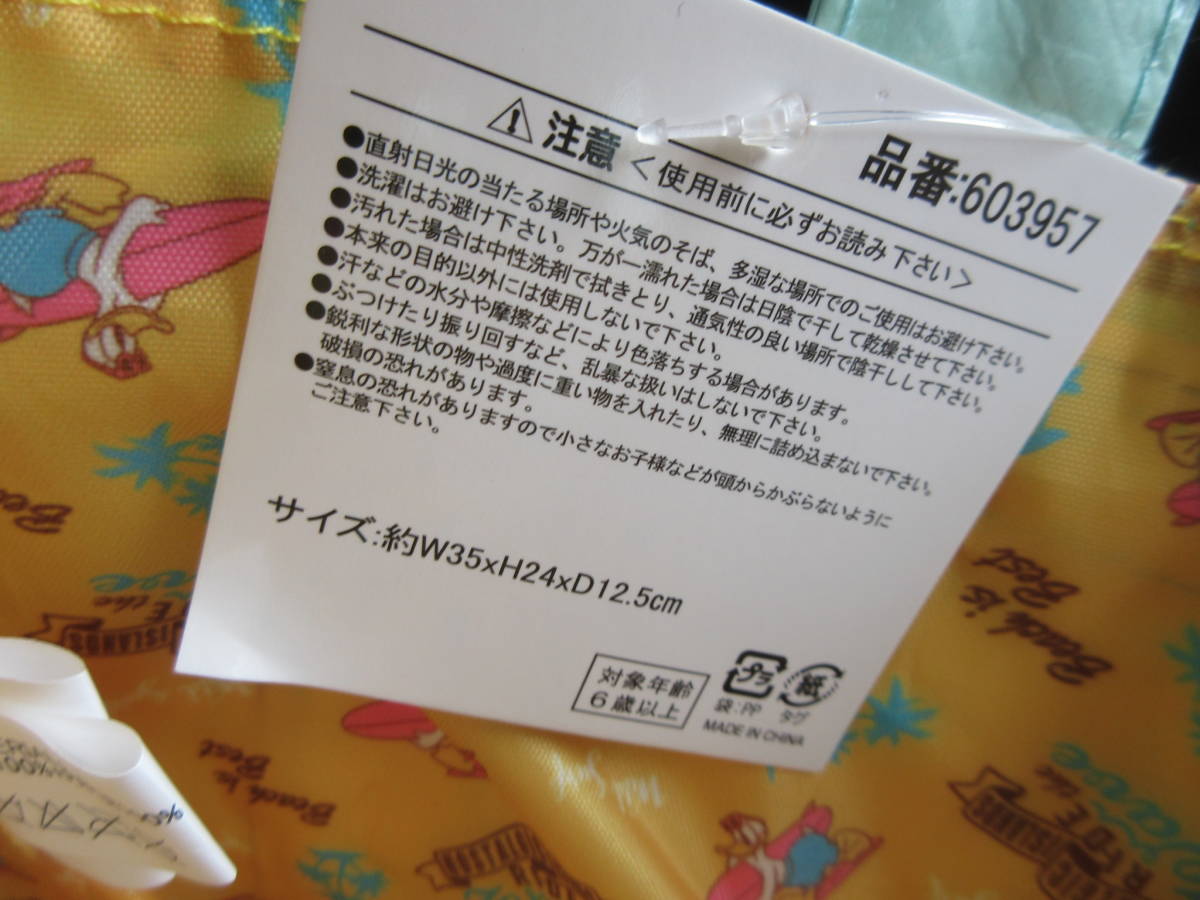 品番:603957
⚠注意<使用前に必ずお読み下さい>
●直射日光の当たる場所や火気のそば、多湿な場所でのご使用はお避け下さい。
●洗濯はお避け下さい。万が一濡れた場合は日陰で干して乾燥させて下さい。
●汚れた場合は中性洗剤で拭きとり、通気性の良い場所で陰干しして下さい。
●本来の目的以外には使用しないで下さい。
●汗などの水分や摩擦などにより色落ちする場合があります。
●ぶつけたり振り回すなど、乱暴な扱いはしないで下さい。
●鋭利な形状の物や過度に重い物を入れたり、無理に詰め込まないで下さい。
破損の恐れがあります。
●窒息の恐れがありますので小さなお子様などが頭からかぶらないように
ご注意下さい。
サイズ:約W35xH24xD12.5cm
対象年齢
6歳以上
プラ
紙
袋:PP
タグ
MADE IN CHINA
Beach is
Best
Beach is
Best
ISLANDS
E the
RIDE the